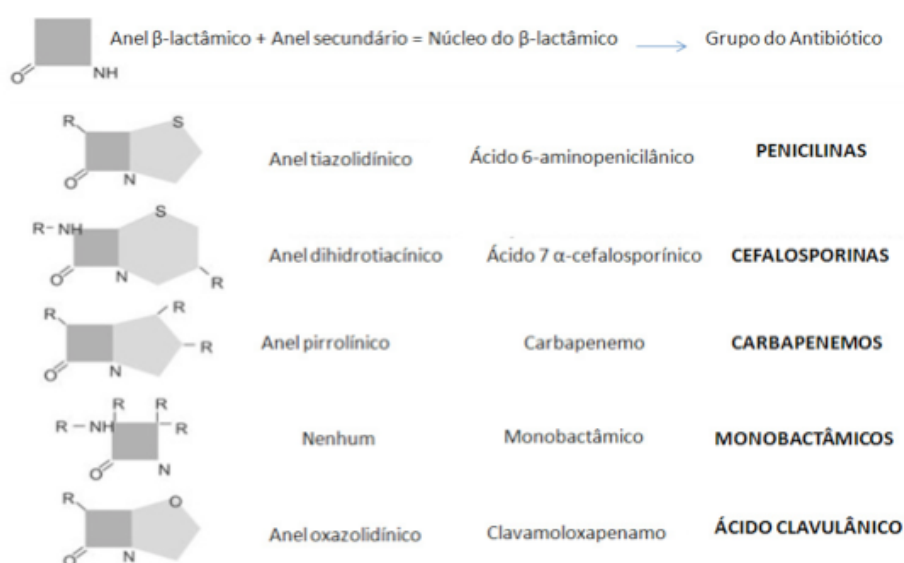 Anel β-lactâmico + Anel secundário = Núcleo do β-lactâmico → Grupo do Antibiótico
O
NH
R
S
O
N
Anel tiazolidínico Ácido 6-aminopenicilânico PENICILINAS
R-NH
S
O
N
R
Anel dihidrotiacínico Ácido 7 α-cefalosporínico CEFALOSPORINAS
R
R
R
O
N
Anel pirrolínico Carbapenemo CARBAPENEMOS
R R
R-NH
R
O
N
Nenhum Monobactâmico MONOBACTÂMICOS
R
O
O
N
Anel oxazolidínico Clavamoloxapenamo ÁCIDO CLAVULÂNICO